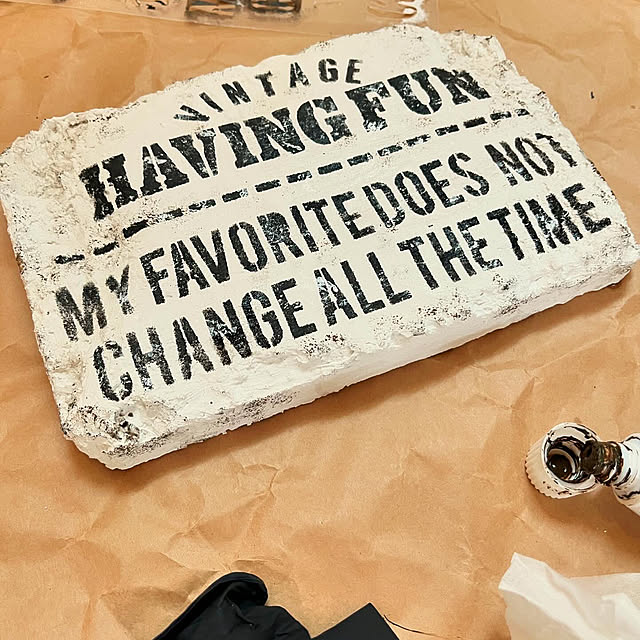 VINTAGE
HAVING FUN
MY FAVORITE DOES NOT
CHANGE ALL THE TIME